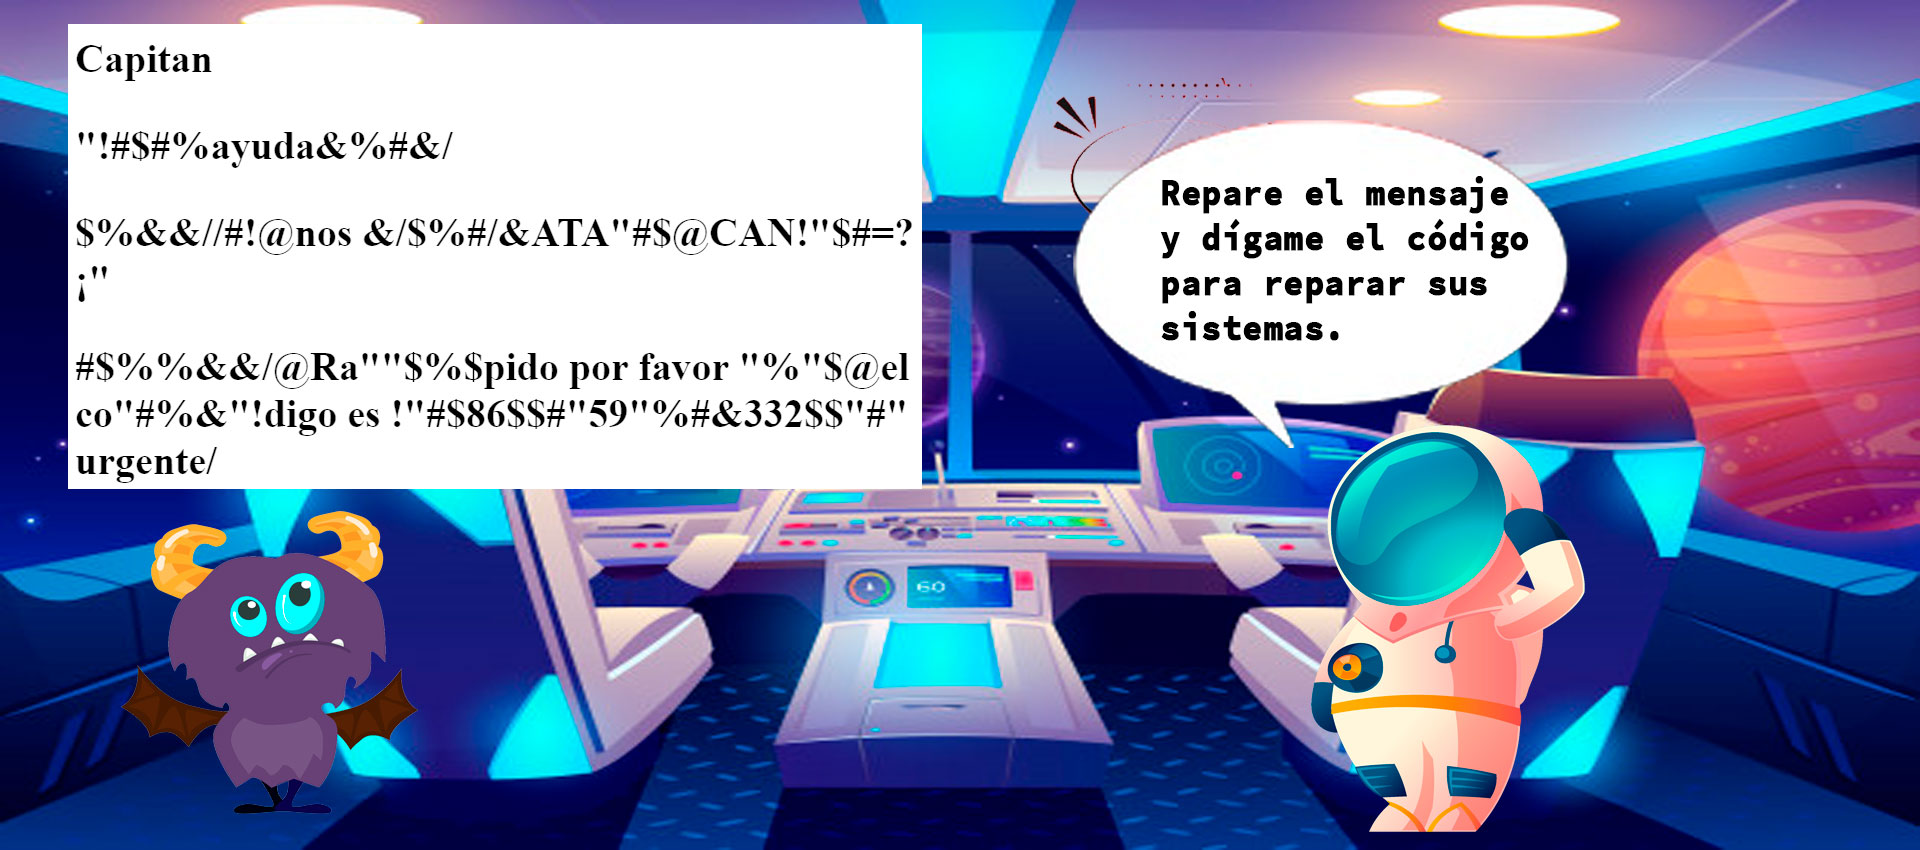 Capitan
"!#$#%ayuda&%#&/
$%&&//#!@nos &/$%#/&ATA"#$@CAN!"$#=?
¡"
#$%%&&/@Ra""$%$pido por favor "%"$@el
co"#%&"!digo es !"#$86$$#"59"%#&332$$"#"
urgente/
Repare el mensaje
y dígame el código
para reparar sus
sistemas.
60